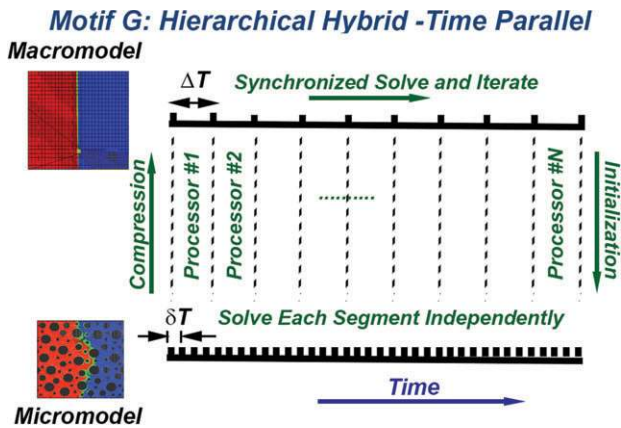 Motif G: Hierarchical Hybrid -Time Parallel
Macromodel
ΔT
Synchronized Solve and Iterate
Compression
Processor #1
Processor #2
Processor #N
Initialization
δT
Solve Each Segment Independently
Time
Micromodel